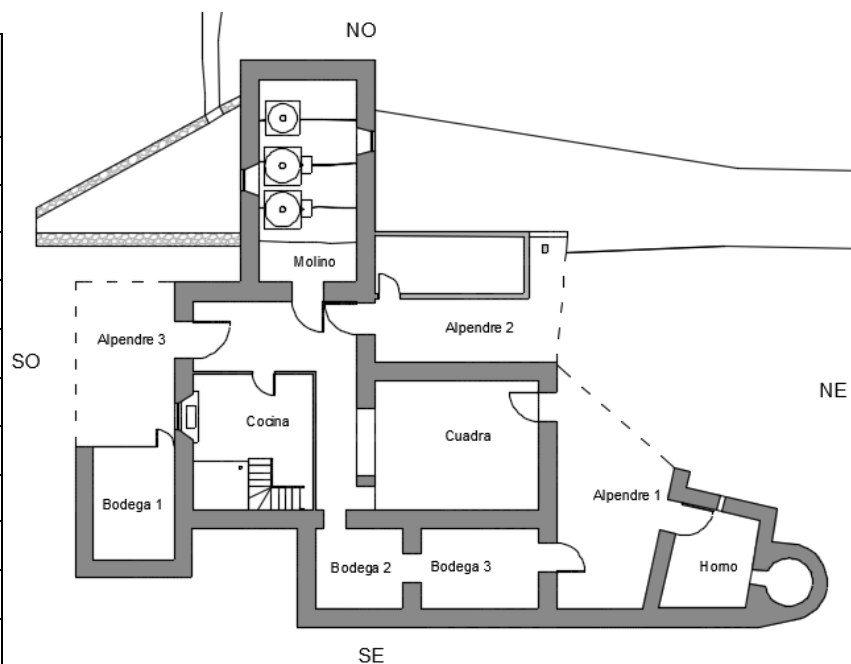 NO
Molino
Alpendre 2
Alpendre 3
SO
NE
Cocina
Cuadra
Alpendre 1
Bodega 1
Bodega 2
Bodega 3
Horno
SE